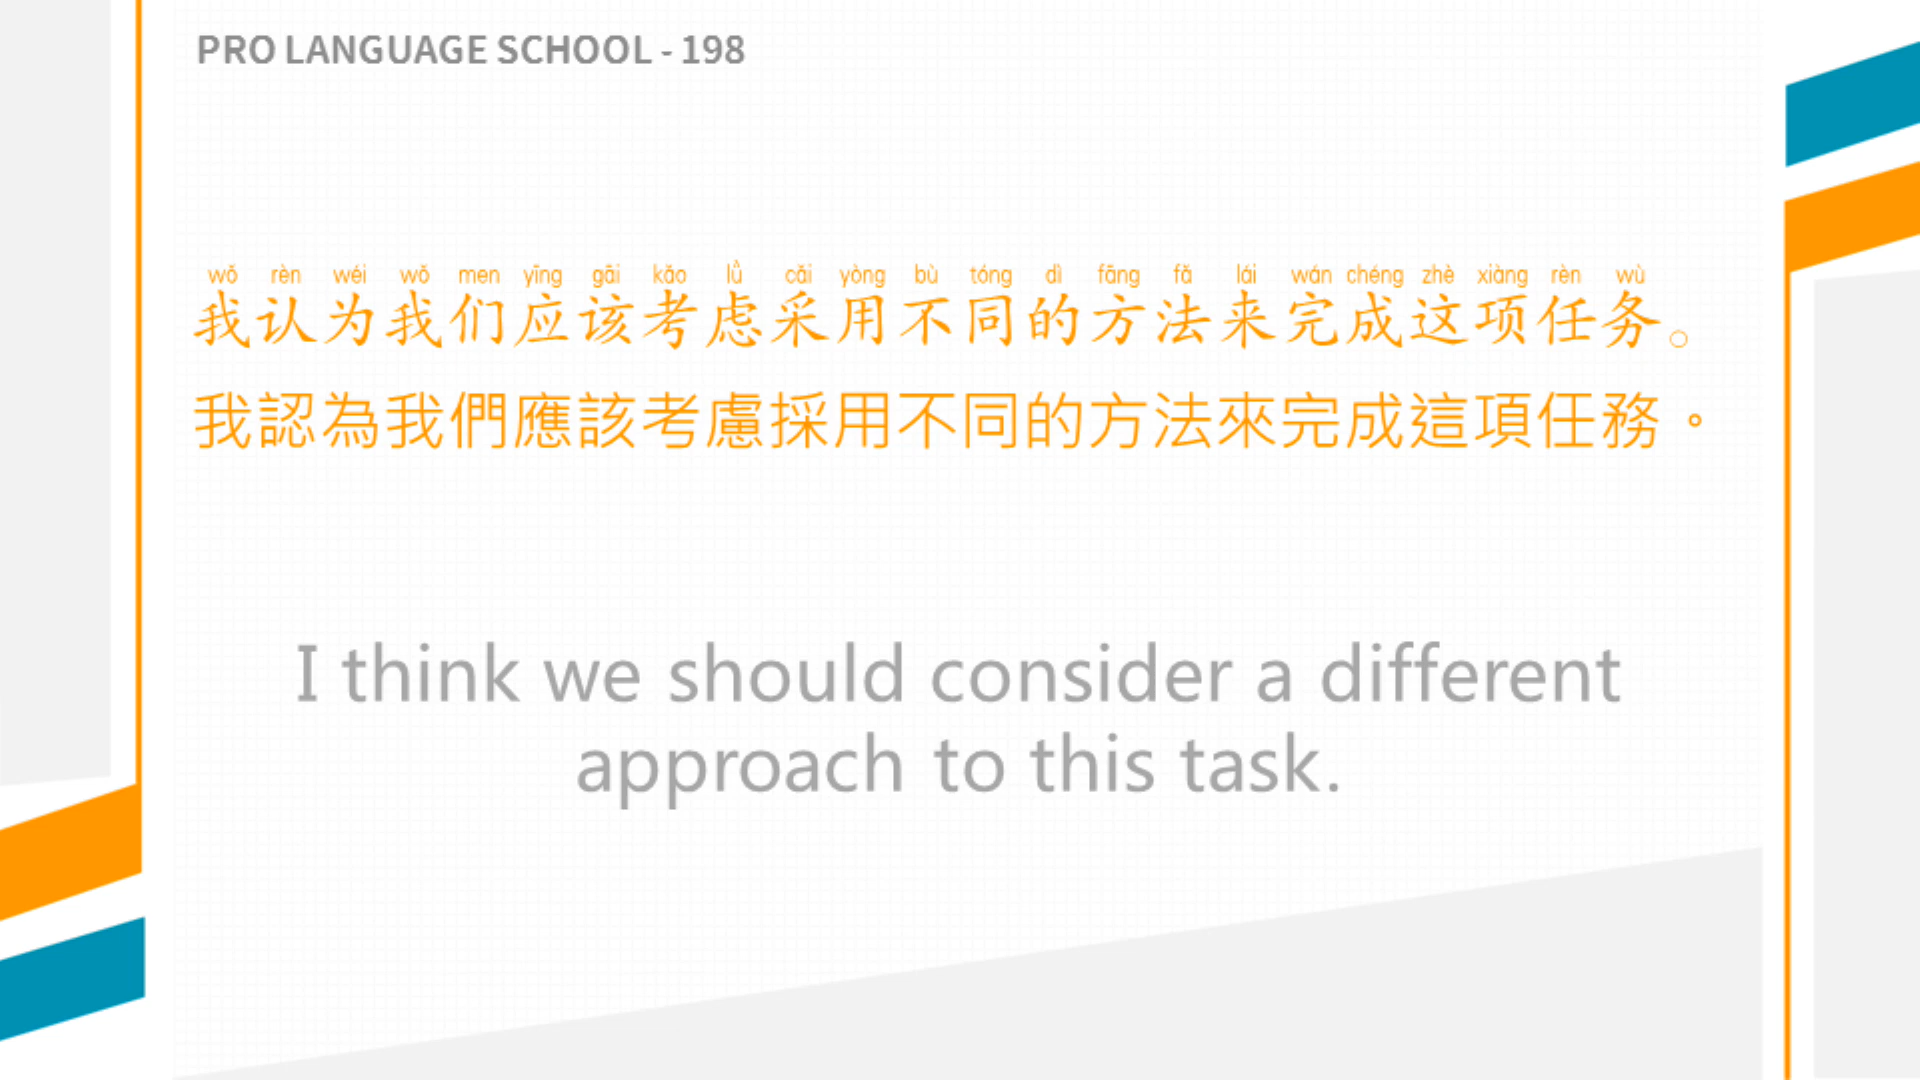 PRO LANGUAGE SCHOOL - 198
wǒ rèn wéi wǒ men yīng gāi kǎo lǜ cǎi yòng bù tóng dì fāng fǎ lái wán chéng zhè xiàng rèn wù
我认为我们应该考虑采用不同的方法来完成这项任务。
我認為我們應該考慮採用不同的方法來完成這項任務。
I think we should consider a different
approach to this task.